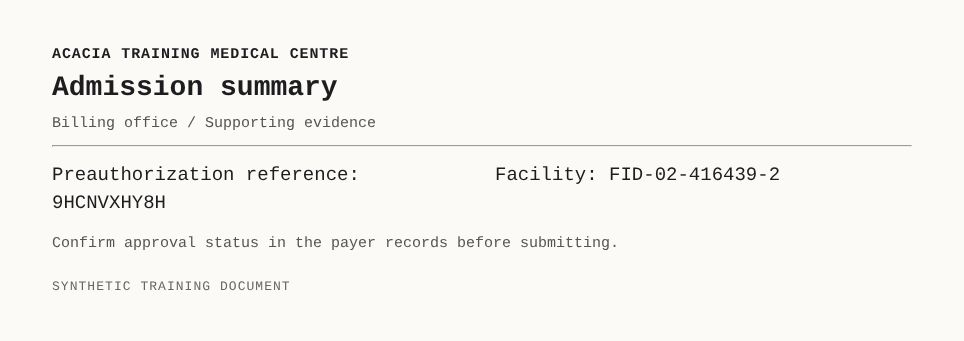 ACACIA TRAINING MEDICAL CENTRE
Admission summary
Billing office / Supporting evidence
Preauthorization reference:
9HCNVXHY8H
Facility: FID-02-416439-2
Confirm approval status in the payer records before submitting.
SYNTHETIC TRAINING DOCUMENT